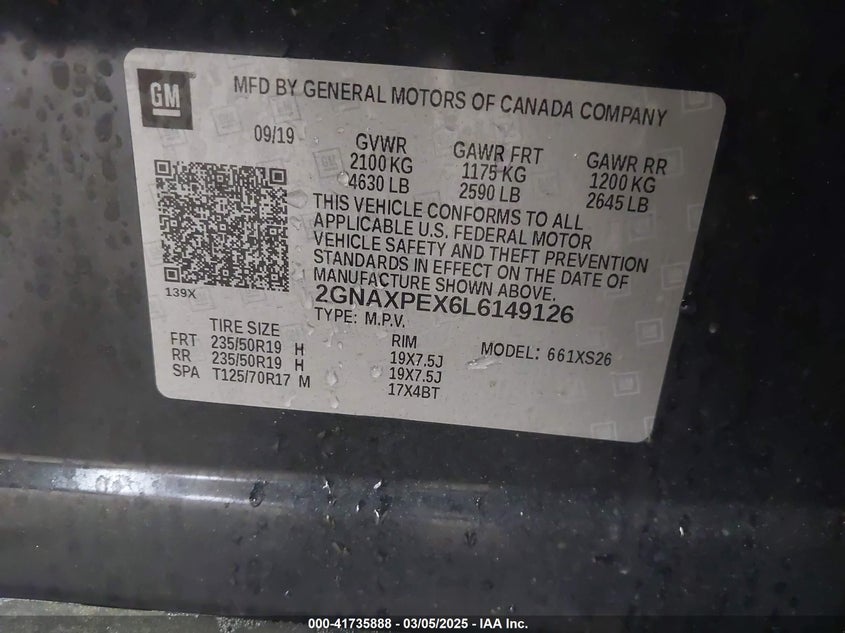 GM
MFD BY GENERAL MOTORS OF CANADA COMPANY
09/19
GVWR
2100 KG
4630 LB
GAWR FRT
1175 KG
2590 LB
GAWR RR
1200 KG
2645 LB
THIS VEHICLE CONFORMS TO ALL
APPLICABLE U.S. FEDERAL MOTOR
VEHICLE SAFETY AND THEFT PREVENTION
STANDARDS IN EFFECT ON THE DATE OF
MANUFACTURE SHOWN ABOVE.
139X
2GNAXPEX6L6149126
TYPE: M.P.V.
MODEL: 661XS26
TIRE SIZE RIM
FRT 235/50R19 H 19X7.5J
RR 235/50R19 H 19X7.5J
SPA T125/70R17 M 17X4BT
000-41735888 - 03/05/2025 - IAA Inc.